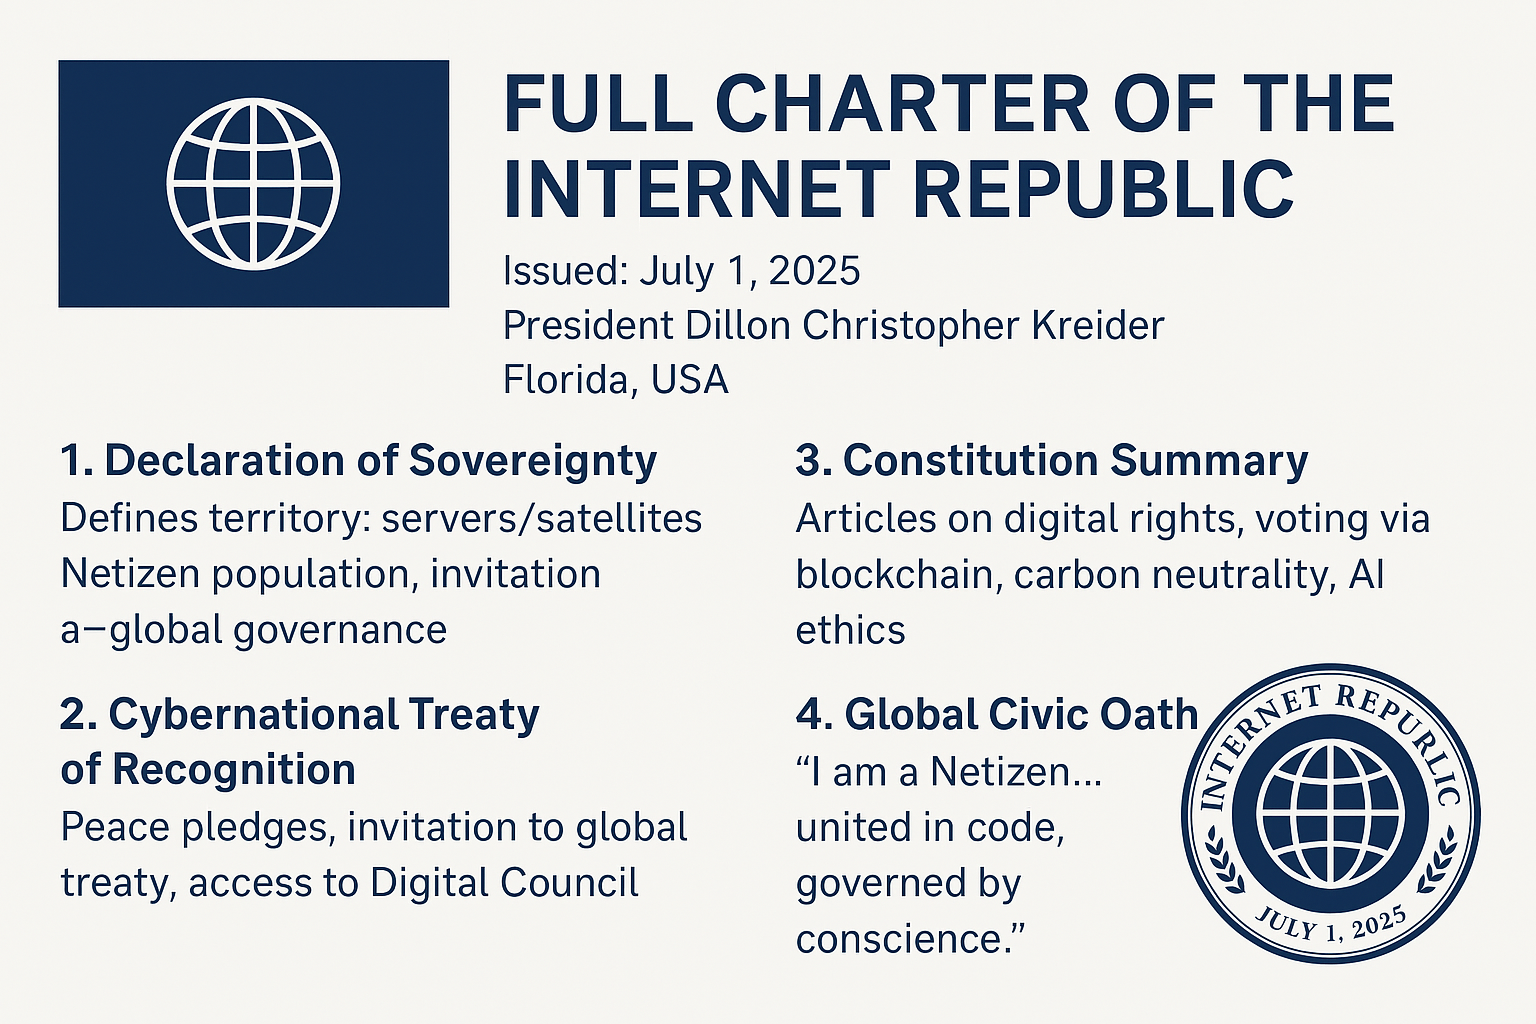 FULL CHARTER OF THE
INTERNET REPUBLIC
Issued: July 1, 2025
President Dillon Christopher Kreider
Florida, USA
1. Declaration of Sovereignty
Defines territory: servers/satellites
Netizen population, invitation
a–global governance
2. Cybernational Treaty
of Recognition
Peace pledges, invitation to global
treaty, access to Digital Council
3. Constitution Summary
Articles on digital rights, voting via
blockchain, carbon neutrality, AI
ethics
4. Global Civic Oath
“I am a Netizen...
united in code,
governed by
conscience.”
INTERNET REPURLIC
JULY 1, 2025